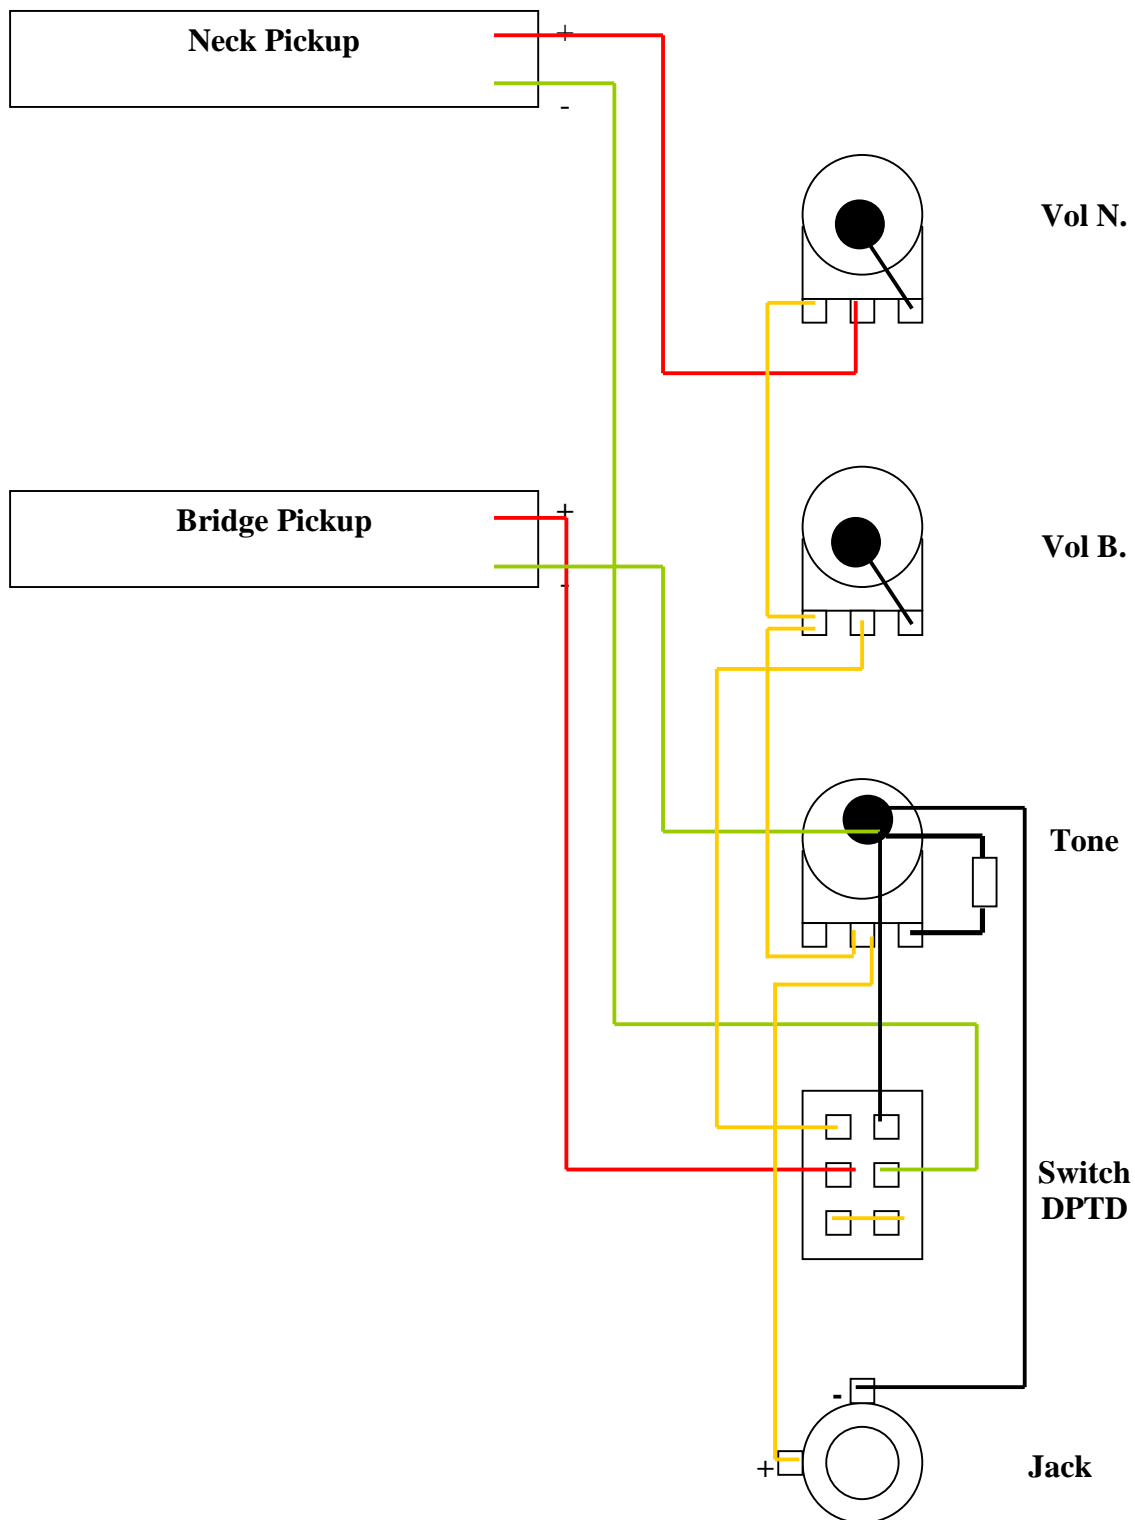 Neck Pickup
+
-
Vol N.
Bridge Pickup
+
-
Vol B.
Tone
Switch
DPTD
-
+
Jack